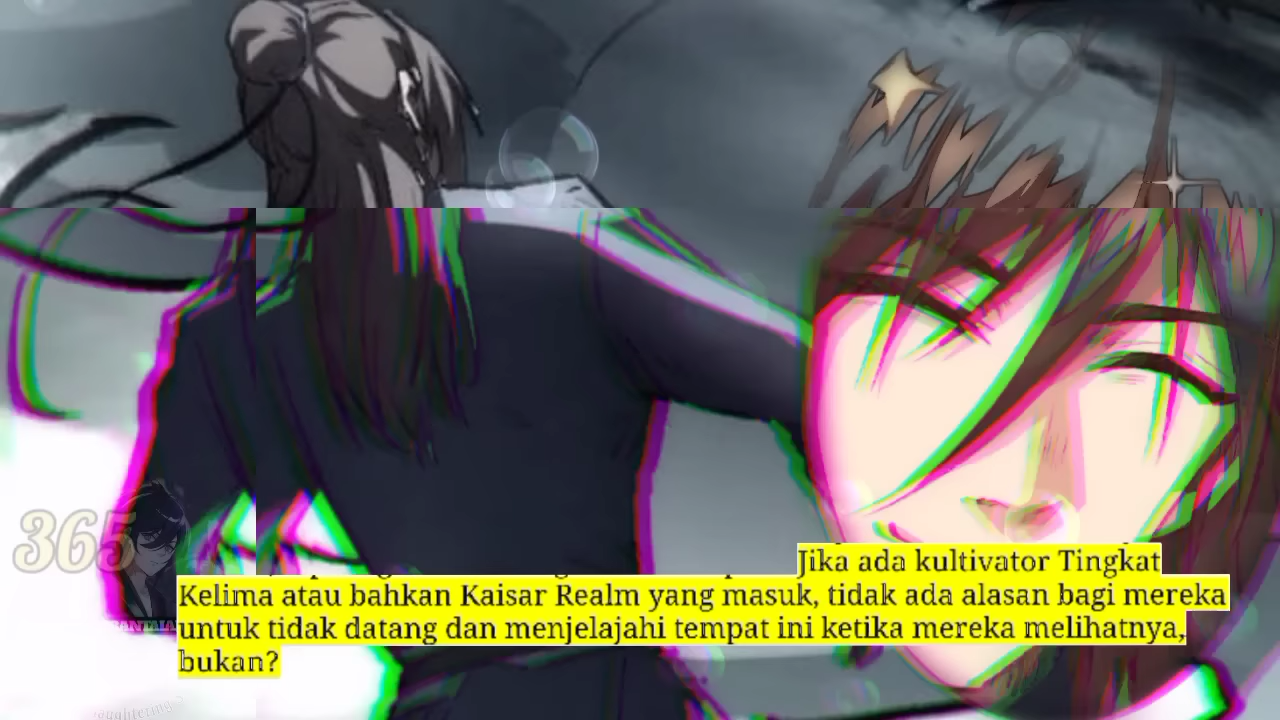 365
Jika ada kultivator Tingkat
Kelima atau bahkan Kaisar Realm yang masuk, tidak ada alasan bagi mereka
untuk tidak datang dan menjelajahi tempat ini ketika mereka melihatnya,
bukan?